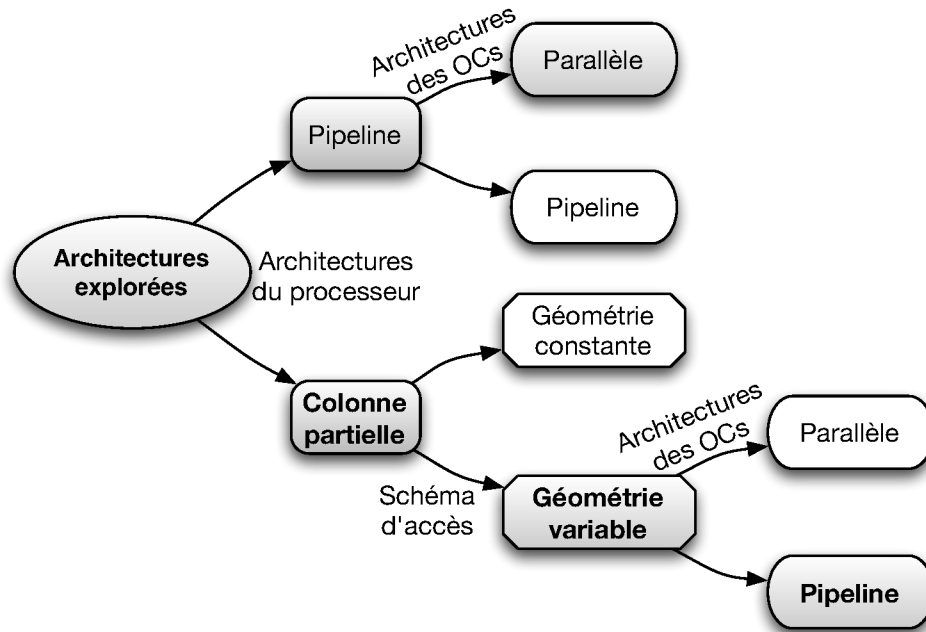 Architectures
des OCs
Parallèle
Pipeline
Pipeline
Architectures
explorées
Architectures
du processeur
Géométrie
constante
Colonne
partielle
Architectures
des OCs
Parallèle
Schéma
d'accès
Géométrie
variable
Pipeline